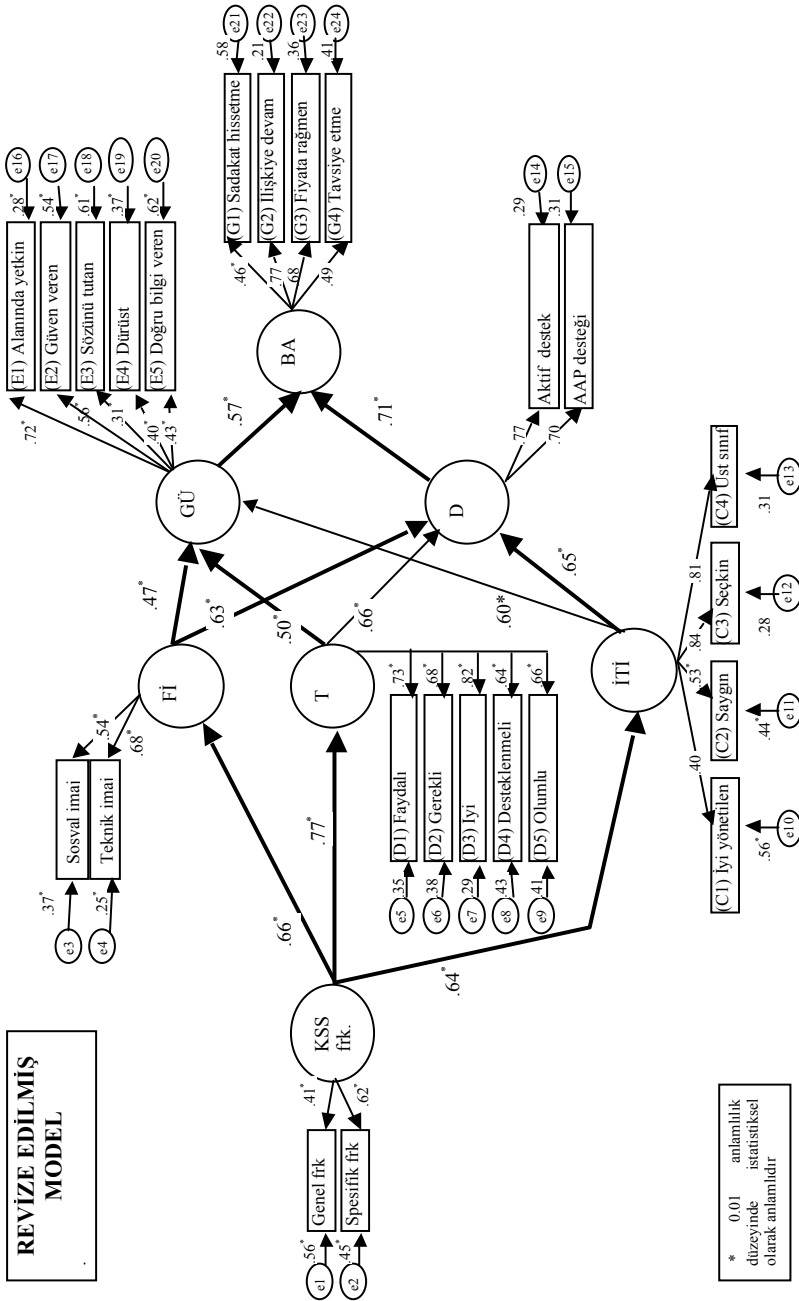 REVİZE EDİLMİŞ
MODEL
.
e1
.56*
Genel frk
.41*
e2
.45*
Spesifik frk
.62*
KSS
frk.
.66*
.77*
.64*
e3
.37*
Sosyal imai
.54*
e4
.25*
Teknik imai
.68*
Fİ
.47*
.63*
T
.50*
.66*
e5
.35
(D1) Faydalı
.73*
e6
.38
(D2) Gerekli
.68*
e7
.29
(D3) İyi
.82*
e8
.43
(D4) Desteklenmeli
.64*
e9
.41
(D5) Olumlu
.66*
İTİ
.60*
.65*
.40
.53*
.84
.81
(C1) İyi yönetilen
(C2) Saygın
(C3) Seçkin
(C4) Üst sınıf
.56*
.44*
.28
.31
e10
e11
e12
e13
GÜ
.57*
.72*
(E1) Alanında yetkin
.28*
e16
.56*
(E2) Güven veren
.54*
e17
.31*
(E3) Sözünü tutan
.61*
e18
.40*
(E4) Dürüst
.37*
e19
.43*
(E5) Doğru bilgi veren
.62*
e20
D
.71*
.77
Aktif destek
.29
e14
.70
AAP desteği
.31
e15
BA
.46*
(G1) Sadakat hissetme
.58
e21
.77
(G2) İlişkiye devam
.21
e22
.68
(G3) Fiyata rağmen
.36
e23
.49
(G4) Tavsiye etme
.41
e24
* 0.01 anlamlılık
düzeyinde istatistiksel
olarak anlamlıdır